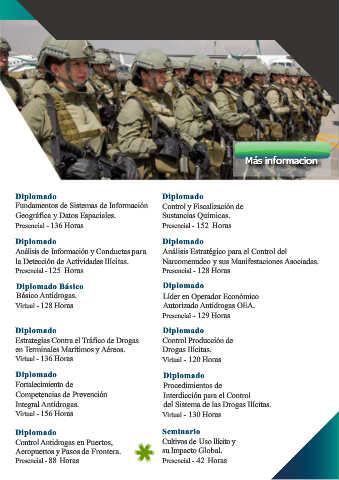 Más informacion
Diplomado
Fundamentos de Sistemas de Información
Geográfica y Datos Espaciales.
Presencial - 136 Horas
Diplomado
Análisis de Información y Conductas para
la Detección de Actividades Ilícitas.
Presencial - 125 Horas
Diplomado Básico
Básico Antidrogas.
Virtual - 128 Horas
Diplomado
Estrategias Contra el Tráfico de Drogas
en Terminales Marítimos y Aéreos.
Virtual - 136 Horas
Diplomado
Fortalecimiento de
Competencias de Prevención
Integral Antidrogas.
Virtual - 156 Horas
Diplomado
Control Antidrogas en Puertos,
Aeropuertos y Pasos de Frontera.
Presencial - 88 Horas
Diplomado
Control y Fiscalización de
Sustancias Químicas.
Presencial - 152 Horas
Diplomado
Análisis Estratégico para el Control del
Narcomenudeo y sus Manifestaciones Asociadas.
Presencial - 128 Horas
Diplomado
Líder en Operador Económico
Autorizado Antidrogas OEA.
Presencial - 129 Horas
Diplomado
Control Producción de
Drogas Ilícitas.
Virtual - 120 Horas
Diplomado
Procedimientos de
Interdicción para el Control
del Sistema de las Drogas Ilícitas.
Virtual - 130 Horas
Seminario
Cultivos de Uso Ilícito y
su Impacto Global.
Presencial - 42 Horas